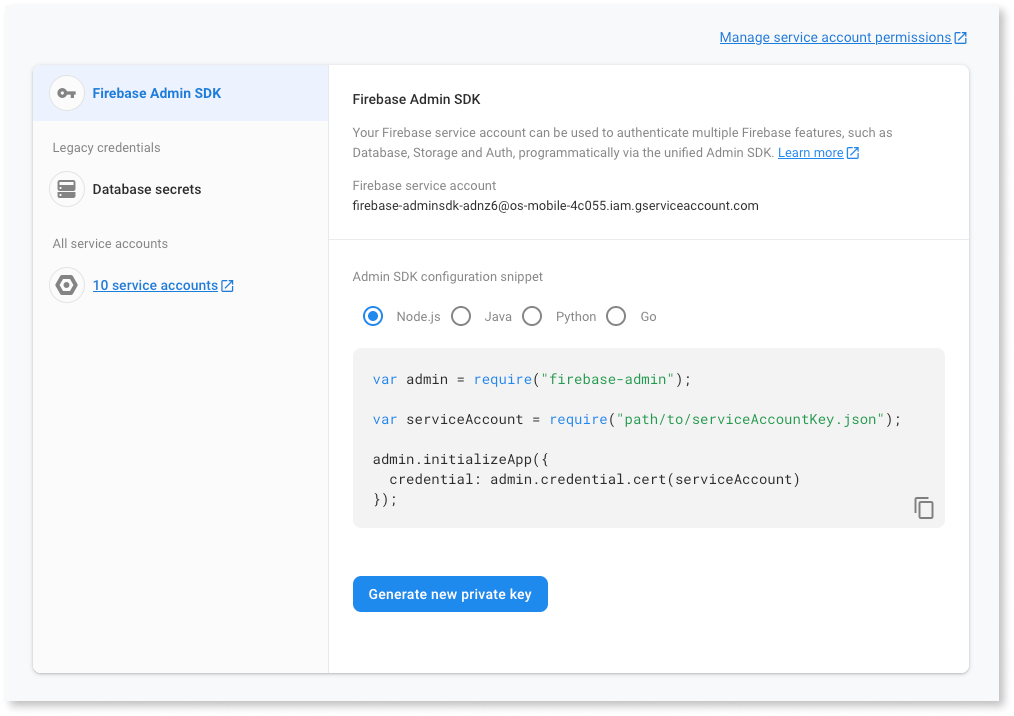 Manage service account permissions
Firebase Admin SDK
Legacy credentials
Database secrets
All service accounts
10 service accounts
Firebase Admin SDK
Your Firebase service account can be used to authenticate multiple Firebase features, such as
Database, Storage and Auth, programmatically via the unified Admin SDK. Learn more
Firebase service account
firebase-adminsdk-adnz6@os-mobile-4c055.iam.gserviceaccount.com
Admin SDK configuration snippet
Node.js Java Python Go
var admin = require("firebase-admin");
var serviceAccount = require("path/to/serviceAccountKey.json");
admin.initializeApp({
  credential: admin.credential.cert(serviceAccount)
});
Generate new private key